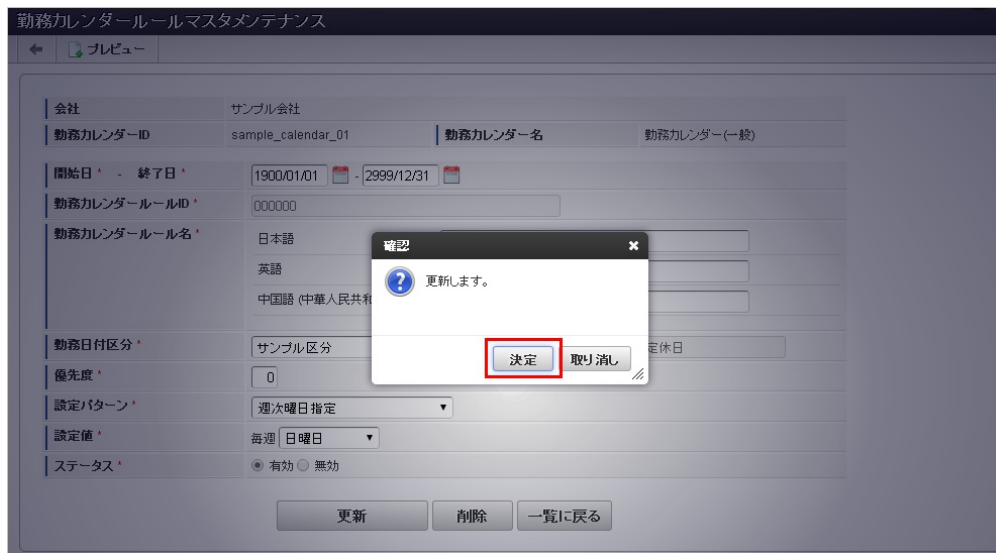 勤務カレンダールールマスタメンテナンス
プレビュー
会社 サンプル会社
勤務カレンダーID sample_calendar_01 勤務カレンダー名 勤務カレンダー(一般)
開始日* - 終了日* 1900/01/01 - 2999/12/31
勤務カレンダールールID* 000000
勤務カレンダールール名* 日本語
英語
中国語 (中華人民共和
確認
更新します。
決定 取り消し
勤務日付区分* サンプル区分 定休日
優先度* 0
設定パターン* 週次曜日指定
設定値* 毎週 日曜日
ステータス* 有効 無効
更新 削除 一覧に戻る